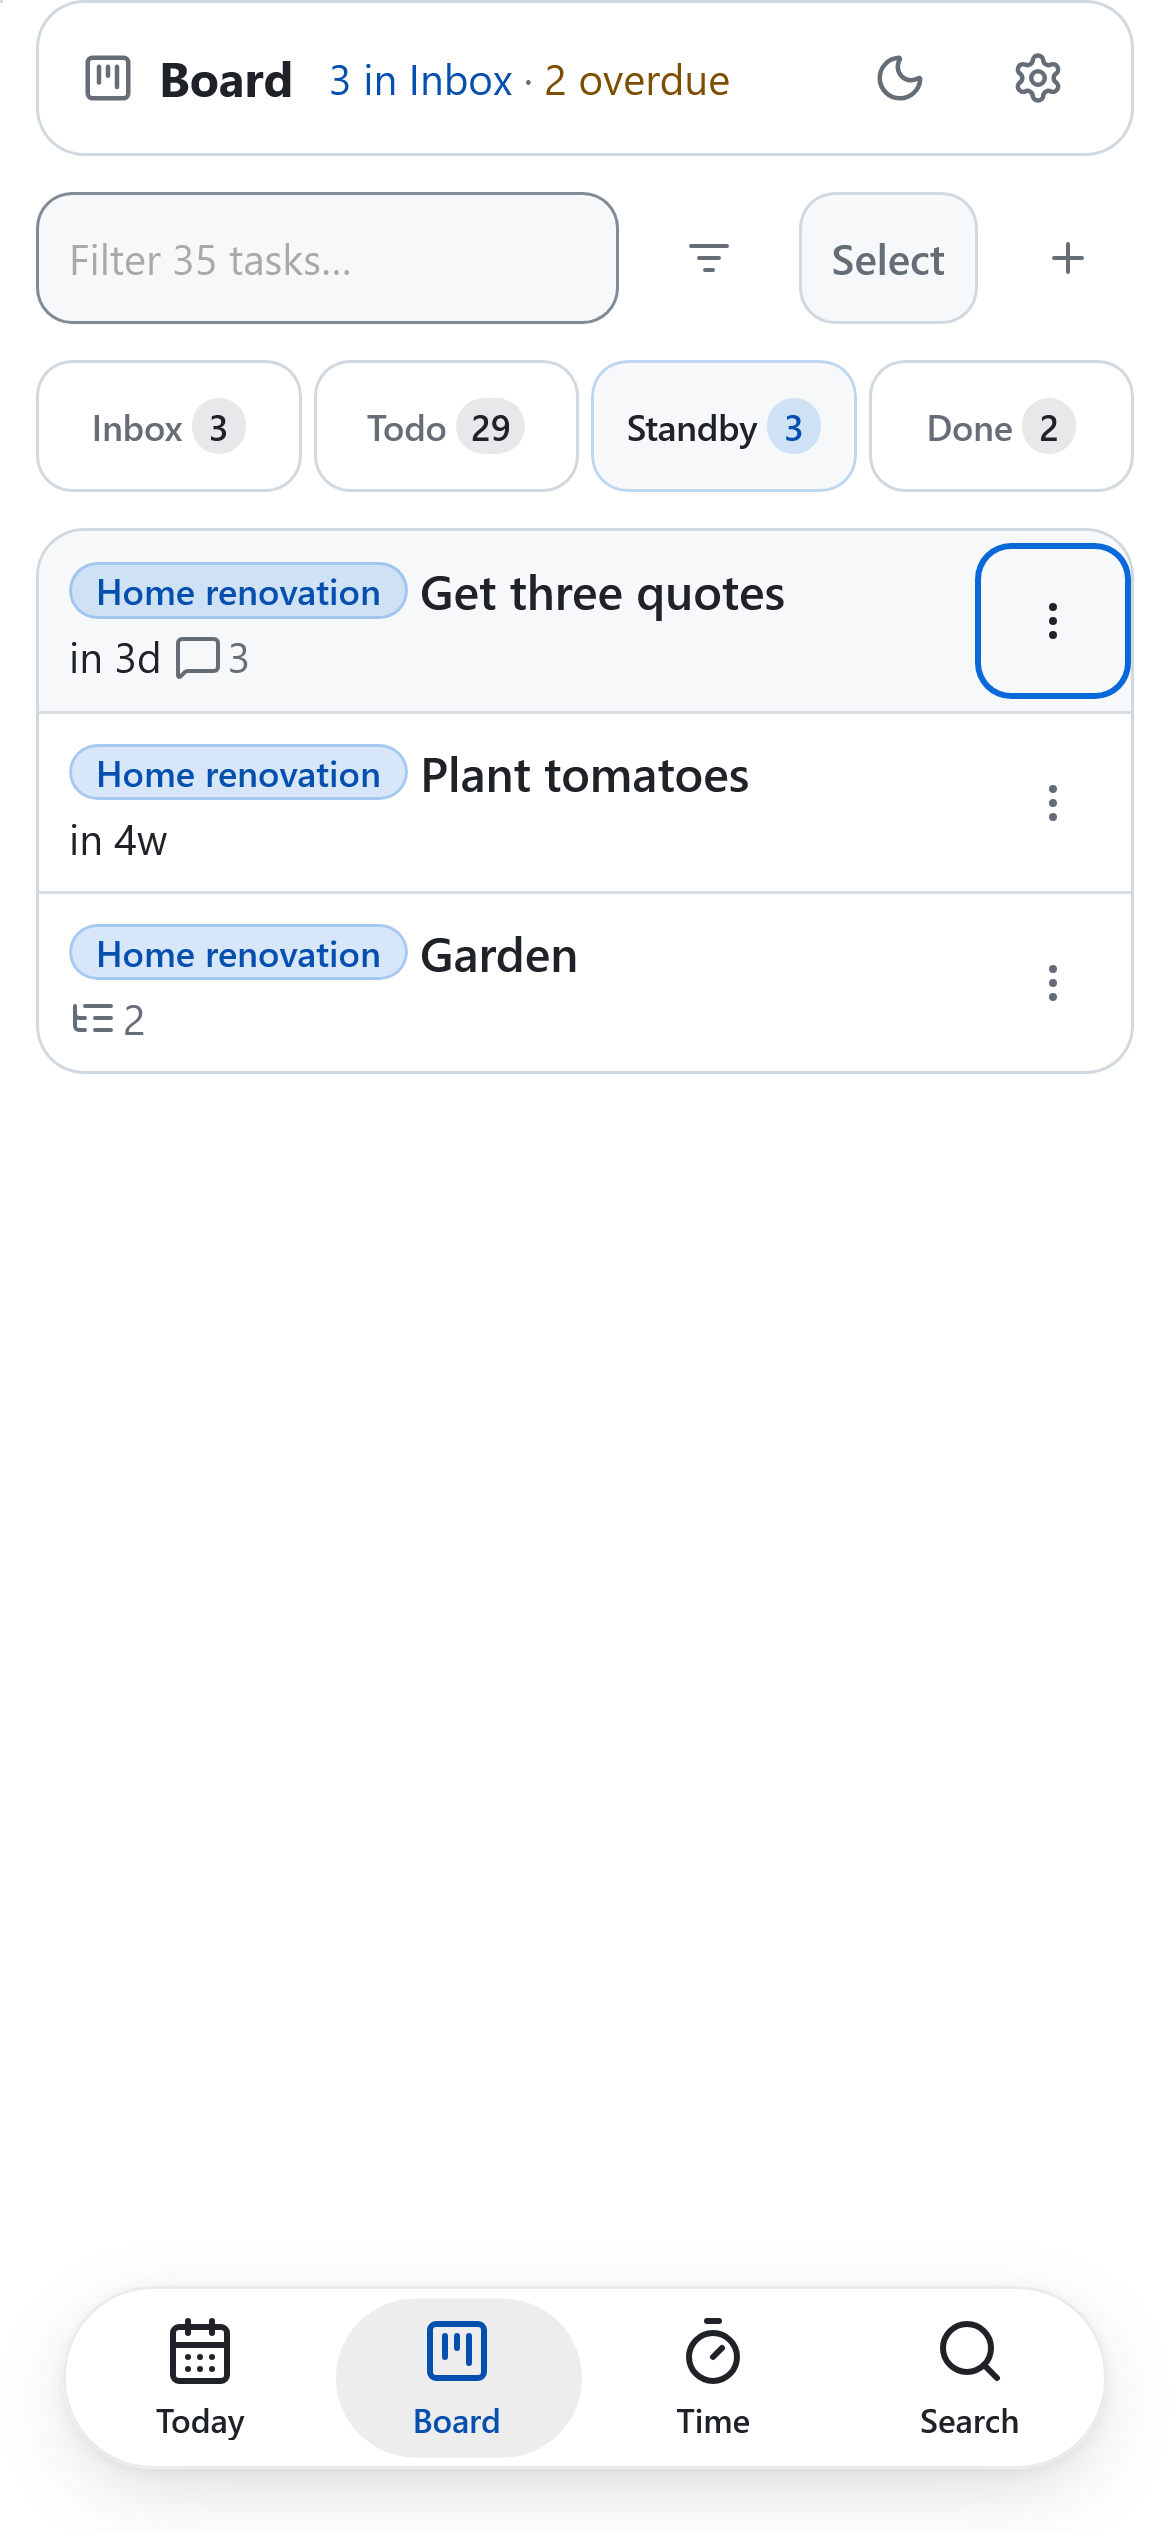 Board 3 in Inbox · 2 overdue
Filter 35 tasks...
Select
Inbox 3
Todo 29
Standby 3
Done 2
Home renovation Get three quotes
in 3d 3
Home renovation Plant tomatoes
in 4w
Home renovation Garden
2
Today
Board
Time
Search